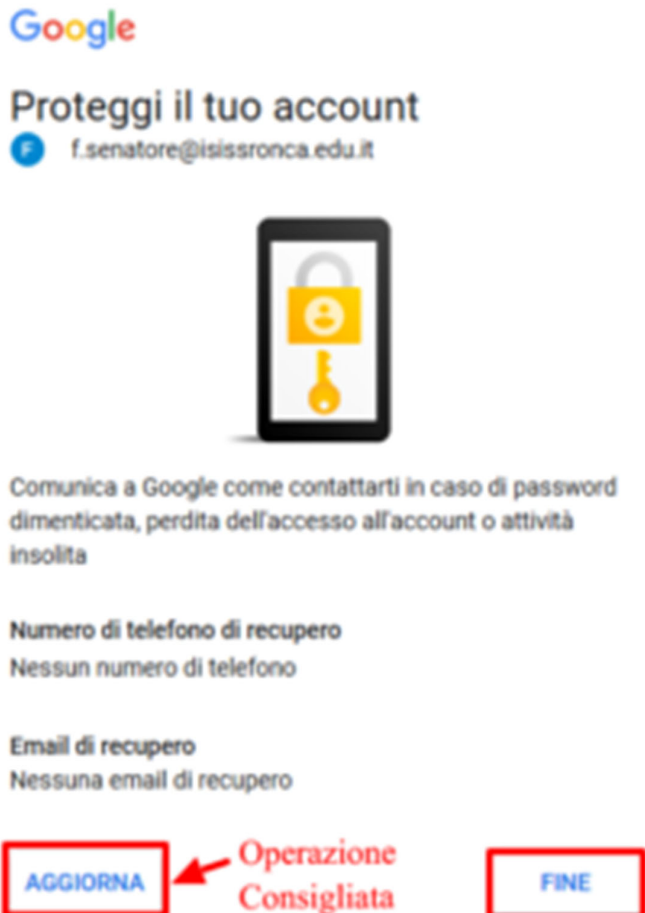 Google
Proteggi il tuo account
F f.senatore@isissronca.edu.it
Comunica a Google come contattarti in caso di password
dimenticata, perdita dell'accesso all'account o attività
insolita
Numero di telefono di recupero
Nessun numero di telefono
Email di recupero
Nessuna email di recupero
AGGIORNA
Operazione
Consigliata
FINE